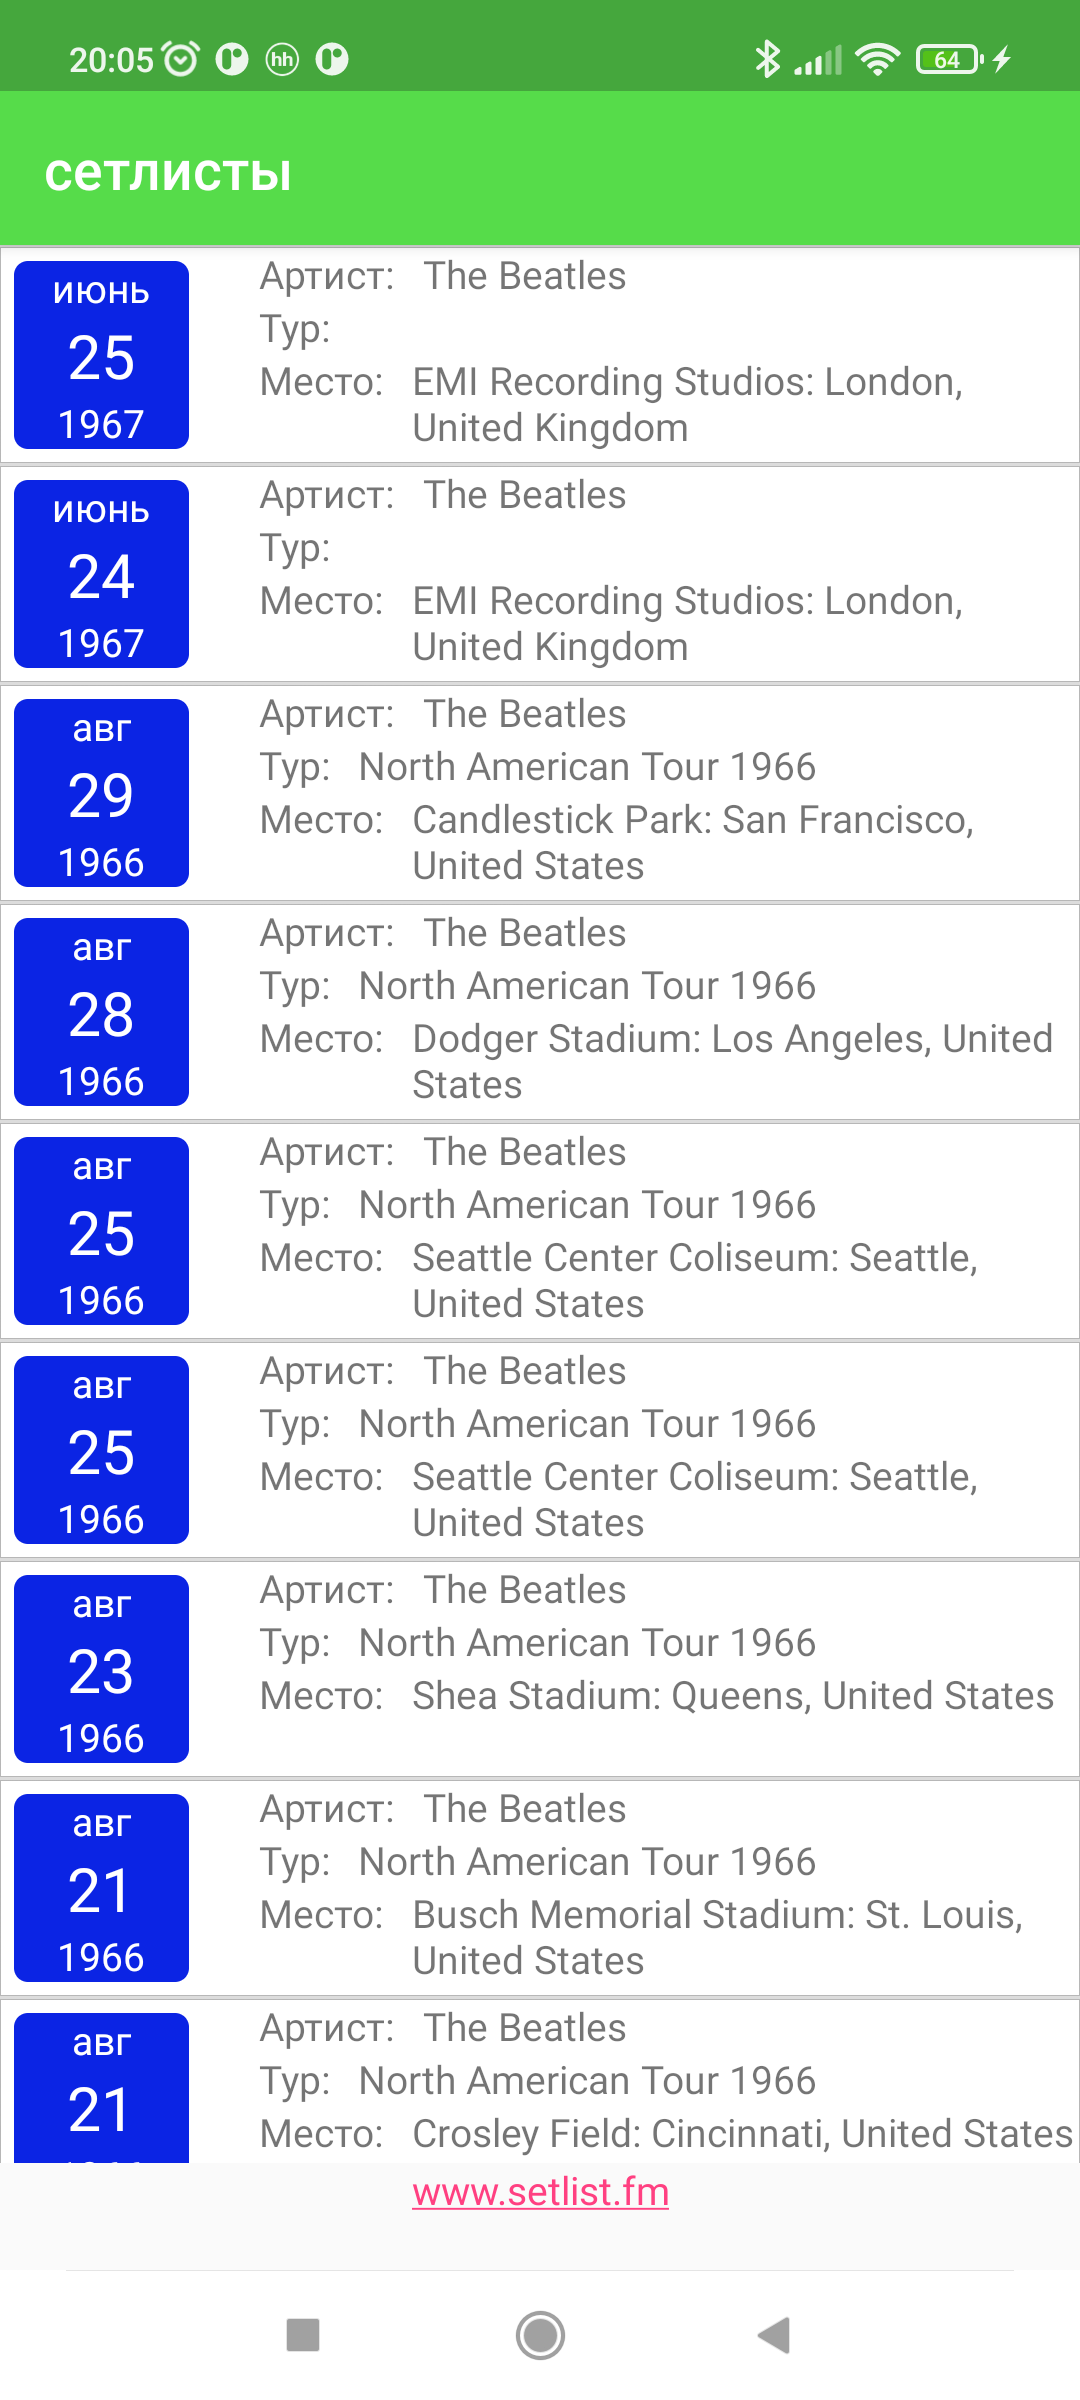 20:05
hh
64
сетлисты
июнь
25
1967
Артист: The Beatles
Тур:
Место: EMI Recording Studios: London,
United Kingdom
июнь
24
1967
Артист: The Beatles
Тур:
Место: EMI Recording Studios: London,
United Kingdom
авг
29
1966
Артист: The Beatles
Тур: North American Tour 1966
Место: Candlestick Park: San Francisco,
United States
авг
28
1966
Артист: The Beatles
Тур: North American Tour 1966
Место: Dodger Stadium: Los Angeles, United
States
авг
25
1966
Артист: The Beatles
Тур: North American Tour 1966
Место: Seattle Center Coliseum: Seattle,
United States
авг
25
1966
Артист: The Beatles
Тур: North American Tour 1966
Место: Seattle Center Coliseum: Seattle,
United States
авг
23
1966
Артист: The Beatles
Тур: North American Tour 1966
Место: Shea Stadium: Queens, United States
авг
21
1966
Артист: The Beatles
Тур: North American Tour 1966
Место: Busch Memorial Stadium: St. Louis,
United States
авг
21
Артист: The Beatles
Тур: North American Tour 1966
Место: Crosley Field: Cincinnati, United States
www.setlist.fm